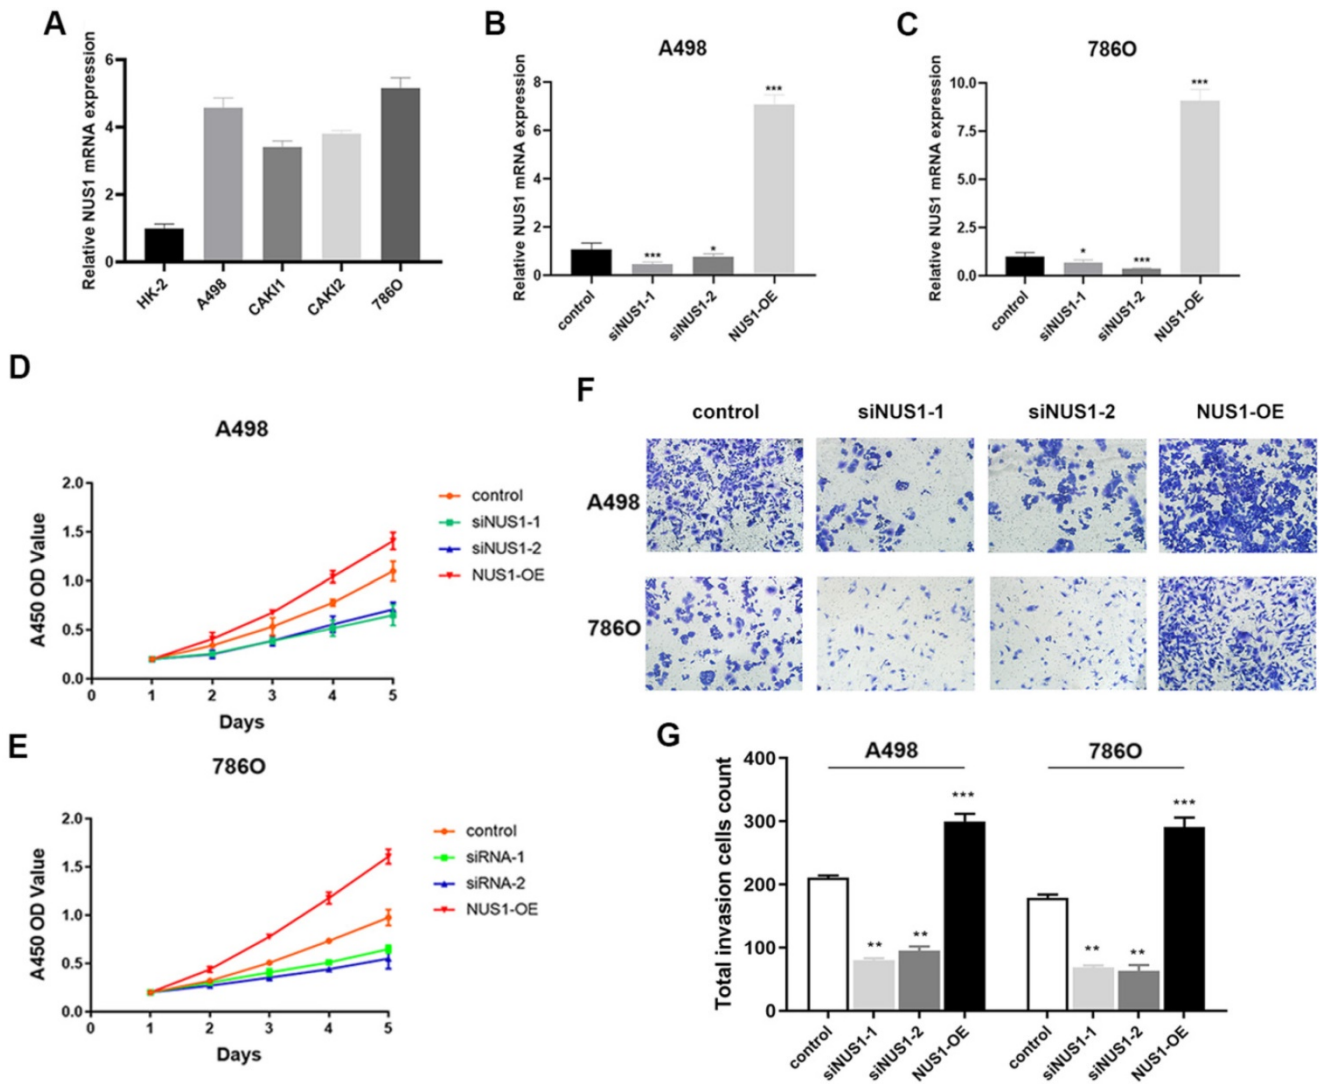 A
Relative NUS1 mRNA expression
6
4
2
0
HK-2
A498
CAKI1
CAKI2
786O
B
A498
Relative NUS1 mRNA expression
8
6
4
2
0
***
*
***
control
siNUS1-1
siNUS1-2
NUS1-OE
C
786O
Relative NUS1 mRNA expression
10.0
7.5
5.0
2.5
0.0
*
***
***
control
siNUS1-1
siNUS1-2
NUS1-OE
D
A498
A450 OD Value
2.0
1.5
1.0
0.5
0.0
0 1 2 3 4 5
Days
control
siNUS1-1
siNUS1-2
NUS1-OE
E
786O
A450 OD Value
2.0
1.5
1.0
0.5
0.0
0 1 2 3 4 5
Days
control
siRNA-1
siRNA-2
NUS1-OE
F
control siNUS1-1 siNUS1-2 NUS1-OE
A498
786O
G
A498 786O
Total invasion cells count
400
300
200
100
0
** ** *** ** ** ***
control
siNUS1-1
siNUS1-2
NUS1-OE
control
siNUS1-1
siNUS1-2
NUS1-OE